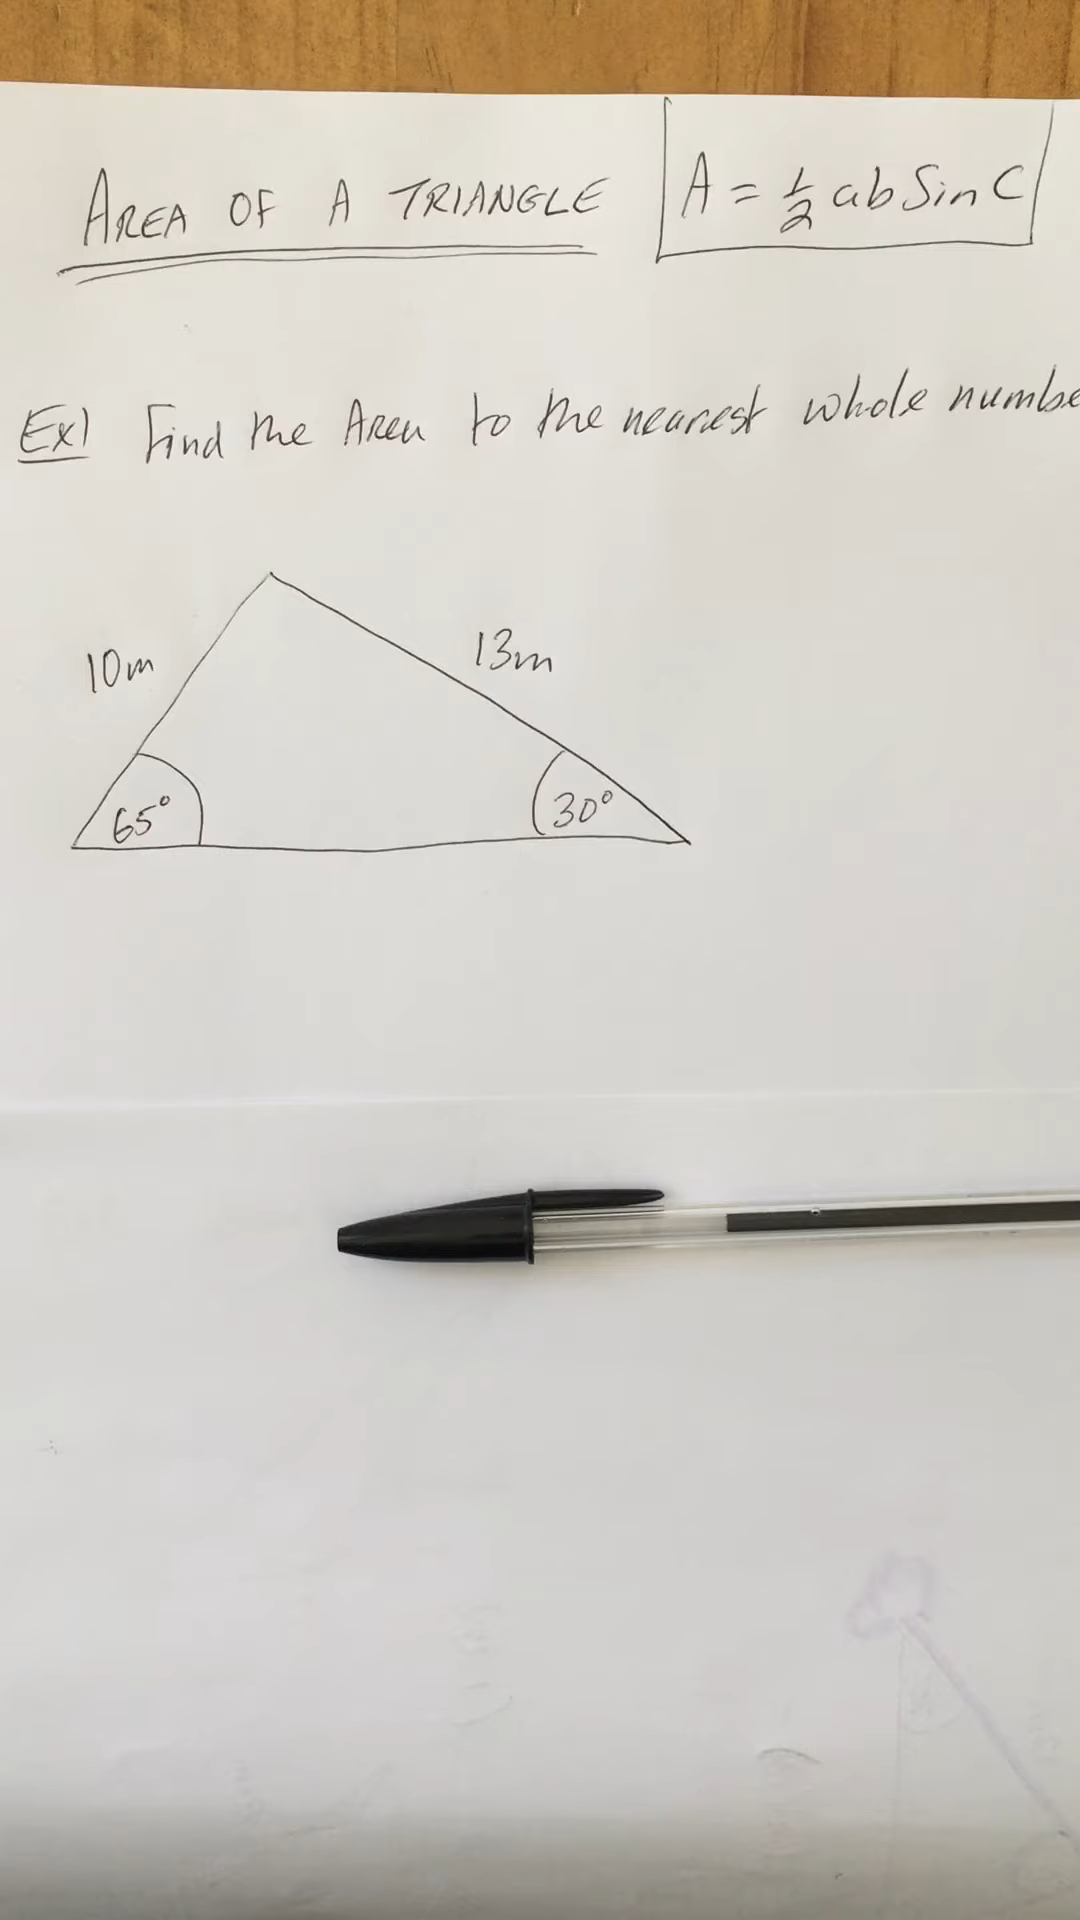 AREA OF A TRIANGLE
A = 1/2 ab Sin C
Ex1 Find the Area to the nearest whole numbe
10m
13m
65°
30°